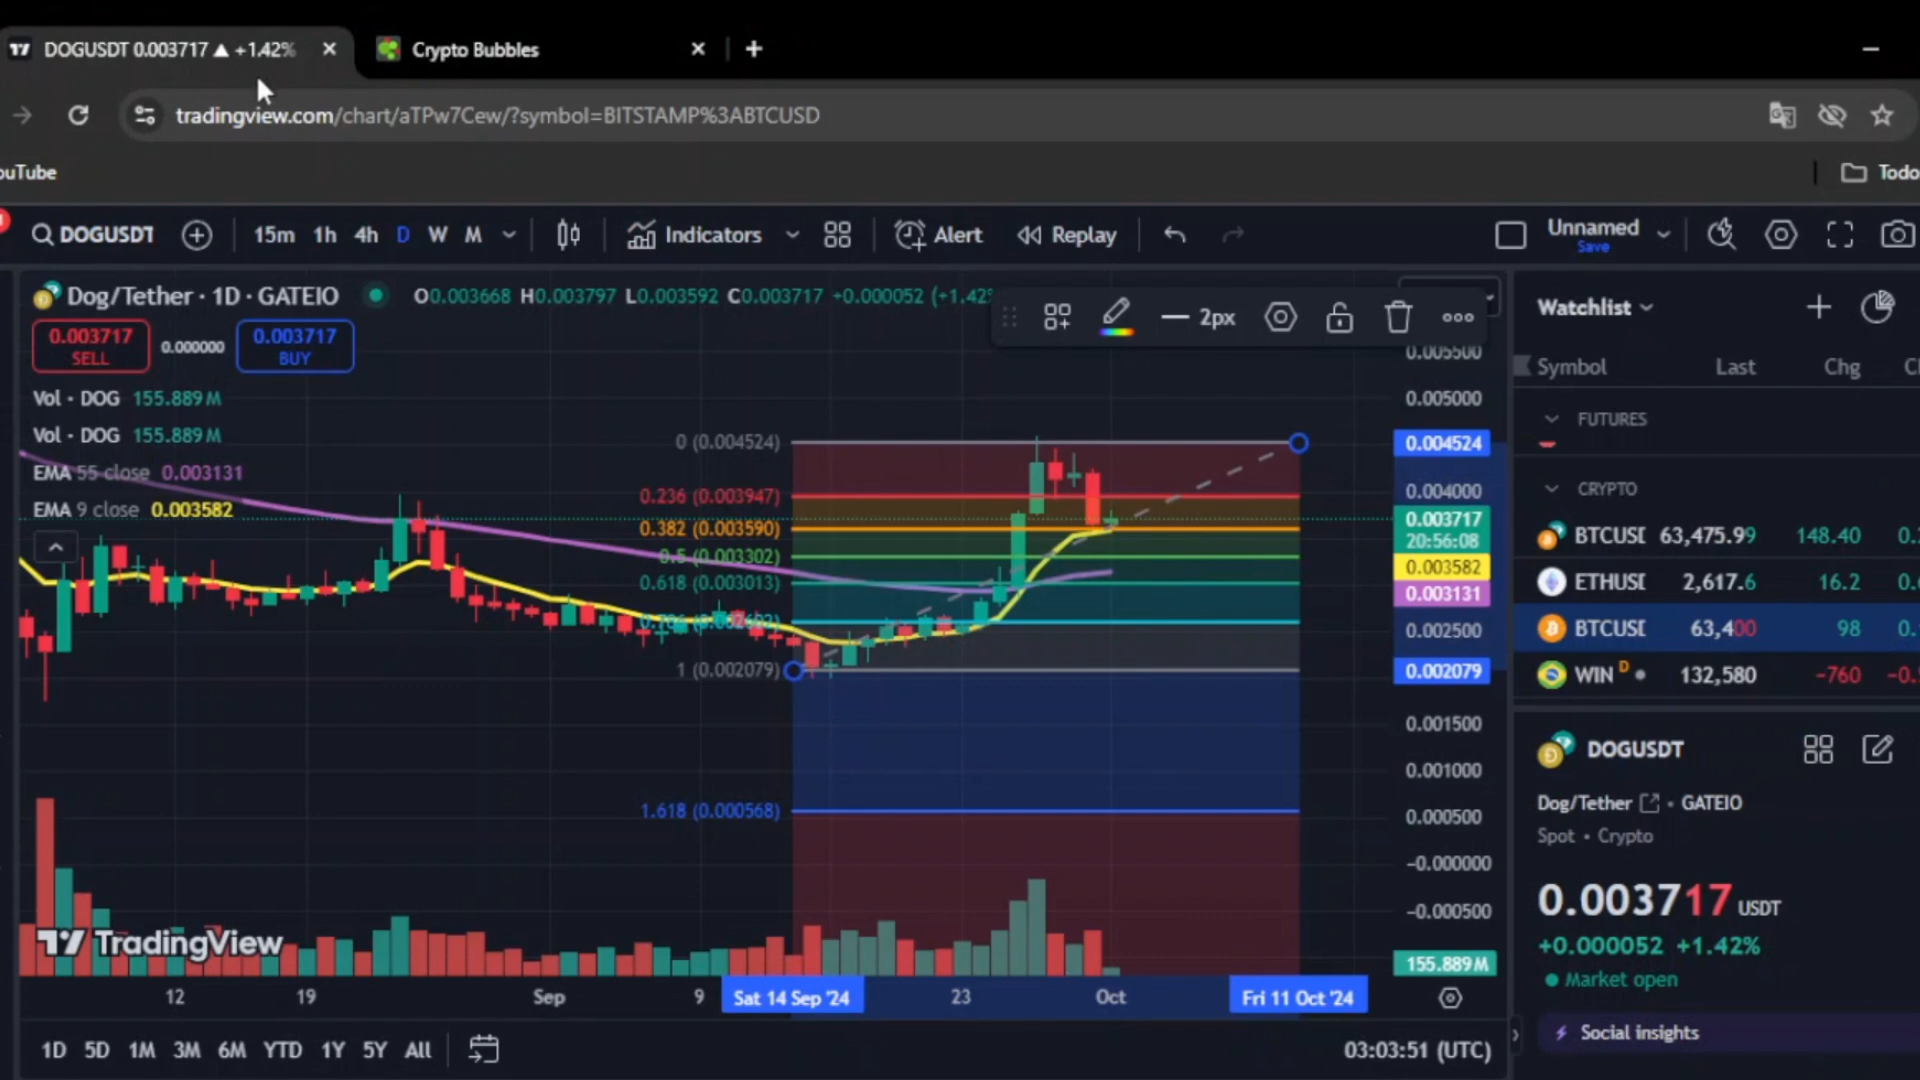 DOGUSDT 0.003717 ▲ +1.42%
Crypto Bubbles
tradingview.com/chart/aTPw7Cew/?symbol=BITSTAMP%3ABTCUSD
ouTube
Todo
DOGUSDT
15m 1h 4h D W M
Indicators
Alert
Replay
Unnamed
Save
Dog/Tether · 1D · GATEIO
O0.003668 H0.003797 L0.003592 C0.003717 +0.000052 (+1.42%
0.003717
SELL
0.000000
0.003717
BUY
2px
Vol · DOG 155.889M
Vol · DOG 155.889M
EMA 55 close 0.003131
EMA 9 close 0.003582
0 (0.004524)
0.236 (0.003947)
0.382 (0.003590)
0.5 (0.003302)
0.618 (0.003013)
1 (0.002079)
1.618 (0.000568)
0.005500
0.005000
0.004524
0.004000
0.003717
20:56:08
0.003582
0.003131
0.002500
0.002079
0.001500
0.001000
0.000500
−0.000000
−0.000500
155.889M
TradingView
12 19 Sep 9 Sat 14 Sep '24 23 Oct Fri 11 Oct '24
1D 5D 1M 3M 6M YTD 1Y 5Y All
03:03:51 (UTC)
Watchlist
Symbol Last Chg
FUTURES
CRYPTO
BTCUSI 63,475.99 148.40 0.
ETHUSI 2,617.6 16.2 0.
BTCUSI 63,400 98 0.
WIN D 132,580 −760 −0.
DOGUSDT
Dog/Tether · GATEIO
Spot · Crypto
0.003717 USDT
+0.000052 +1.42%
Market open
Social insights